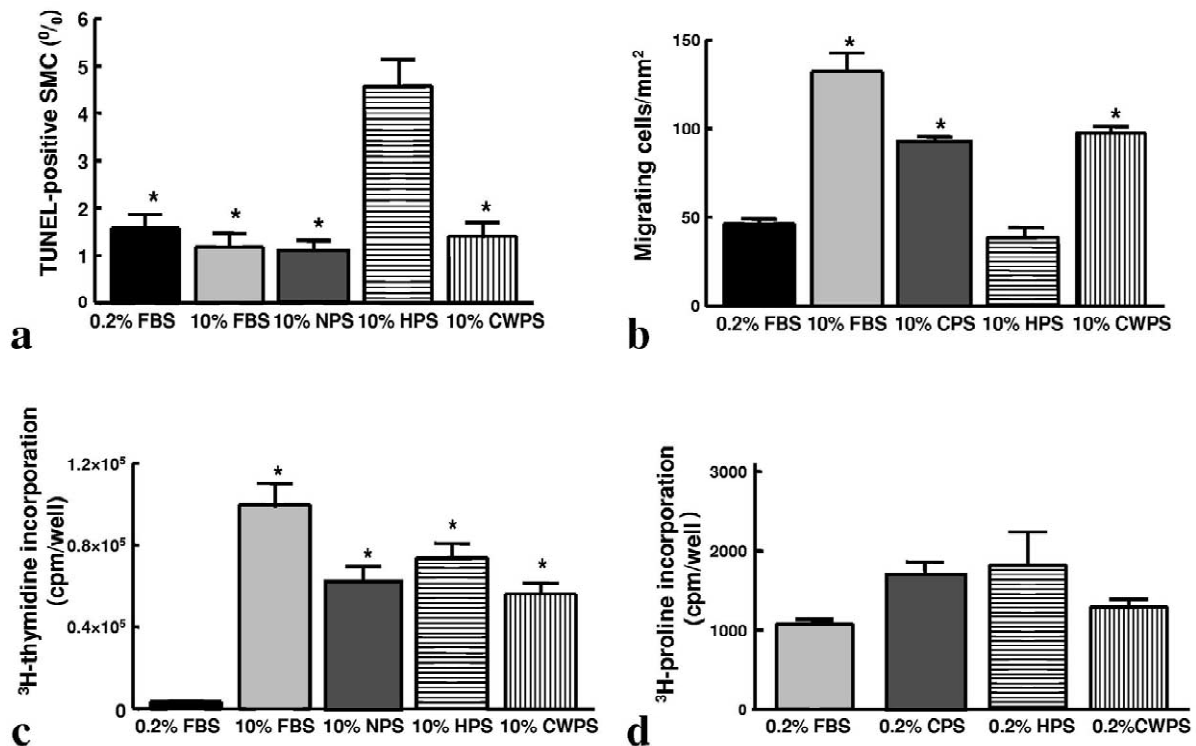 TUNEL-positive SMC (%)
6
5
4
3
2
1
0
* * * *
0.2% FBS 10% FBS 10% NPS 10% HPS 10% CWPS
a
Migrating cells/mm²
150
100
50
0
* * *
0.2% FBS 10% FBS 10% CPS 10% HPS 10% CWPS
b
³H-thymidine incorporation
(cpm/well)
1.2×10⁵
0.8×10⁵
0.4×10⁵
0
* * * *
0.2% FBS 10% FBS 10% NPS 10% HPS 10% CWPS
c
³H-proline incorporation
(cpm/well)
3000
2000
1000
0
0.2% FBS 0.2% CPS 0.2% HPS 0.2%CWPS
d